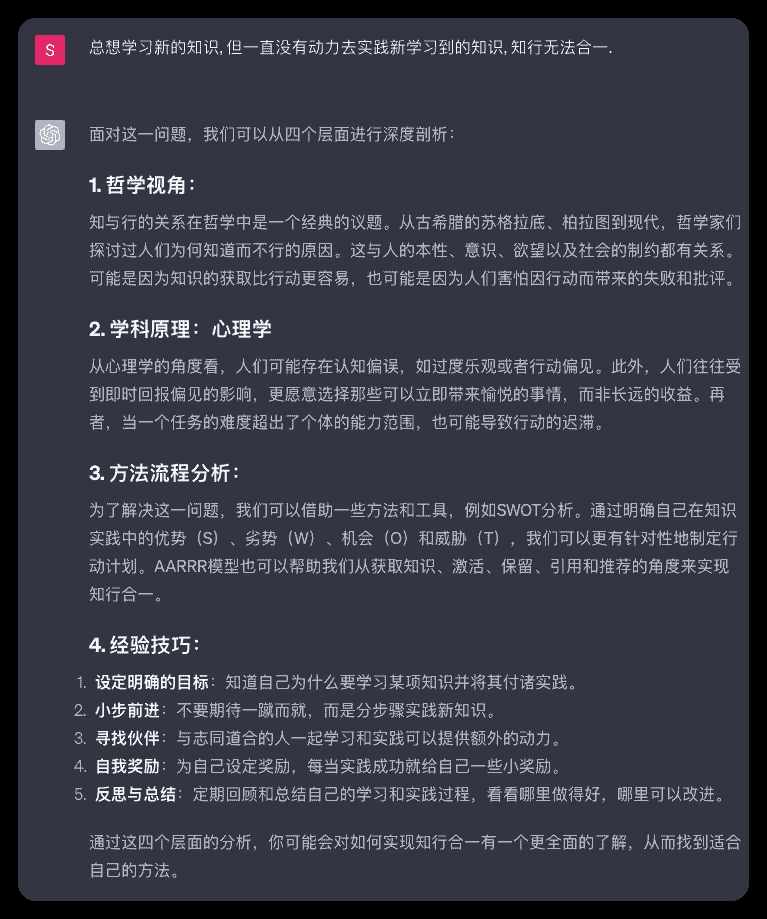 S
总想学习新的知识, 但一直没有动力去实践新学习到的知识, 知行无法合一.
面对这一问题，我们可以从四个层面进行深度剖析：
1. 哲学视角：
知与行的关系在哲学中是一个经典的议题。从古希腊的苏格拉底、柏拉图到现代，哲学家们
探讨过人们为何知道而不行的原因。这与人的本性、意识、欲望以及社会的制约都有关系。
可能是因为知识的获取比行动更容易，也可能是因为人们害怕因行动而带来的失败和批评。
2. 学科原理：心理学
从心理学的角度看，人们可能存在认知偏误，如过度乐观或者行动偏见。此外，人们往往受
到即时回报偏见的影响，更愿意选择那些可以立即带来愉悦的事情，而非长远的收益。再
者，当一个任务的难度超出了个体的能力范围，也可能导致行动的迟滞。
3. 方法流程分析：
为了解决这一问题，我们可以借助一些方法和工具，例如SWOT分析。通过明确自己在知识
实践中的优势（S）、劣势（W）、机会（O）和威胁（T），我们可以更有针对性地制定行
动计划。AARRR模型也可以帮助我们从获取知识、激活、保留、引用和推荐的角度来实现
知行合一。
4. 经验技巧：
1. 设定明确的目标：知道自己为什么要学习某项知识并将其付诸实践。
2. 小步前进：不要期待一蹴而就，而是分步骤实践新知识。
3. 寻找伙伴：与志同道合的人一起学习和实践可以提供额外的动力。
4. 自我奖励：为自己设定奖励，每当实践成功就给自己一些小奖励。
5. 反思与总结：定期回顾和总结自己的学习和实践过程，看看哪里做得好，哪里可以改进。
通过这四个层面的分析，你可能会对如何实现知行合一有一个更全面的了解，从而找到适合
自己的方法。